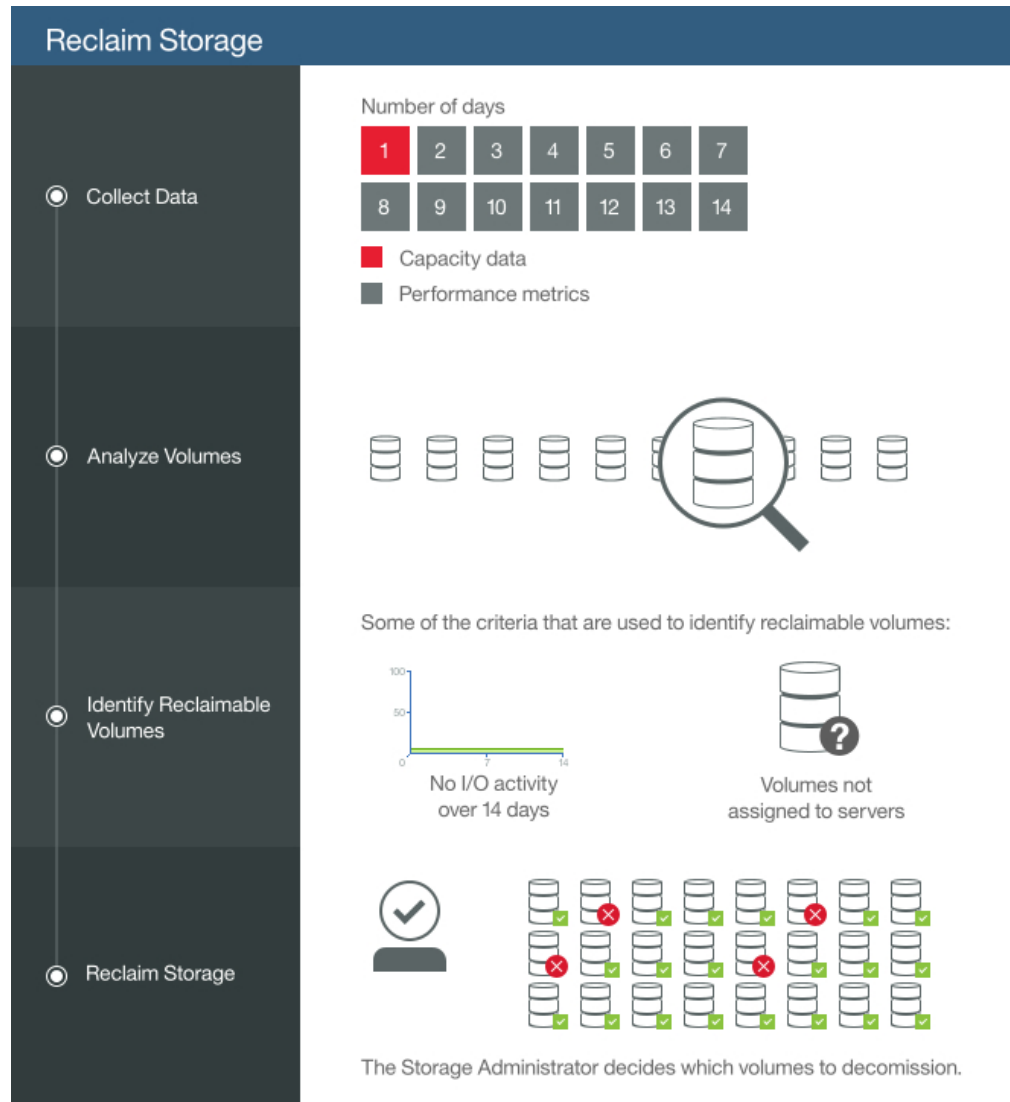 Reclaim Storage
Collect Data
Number of days
1 2 3 4 5 6 7
8 9 10 11 12 13 14
Capacity data
Performance metrics
Analyze Volumes
Identify Reclaimable
Volumes
Some of the criteria that are used to identify reclaimable volumes:
100
50
0 7 14
No I/O activity
over 14 days
?
Volumes not
assigned to servers
Reclaim Storage
The Storage Administrator decides which volumes to decomission.